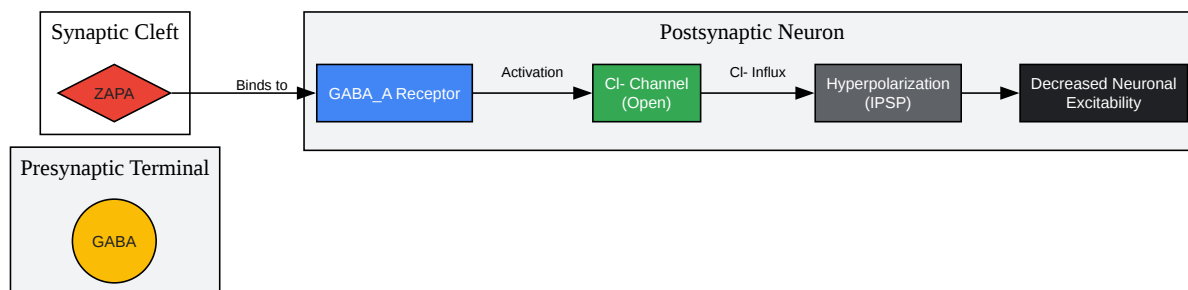 Synaptic Cleft
ZAPA
Binds to
Postsynaptic Neuron
GABA_A Receptor
Activation
Cl- Channel
(Open)
Cl- Influx
Hyperpolarization
(IPSP)
Decreased Neuronal
Excitability
Presynaptic Terminal
GABA